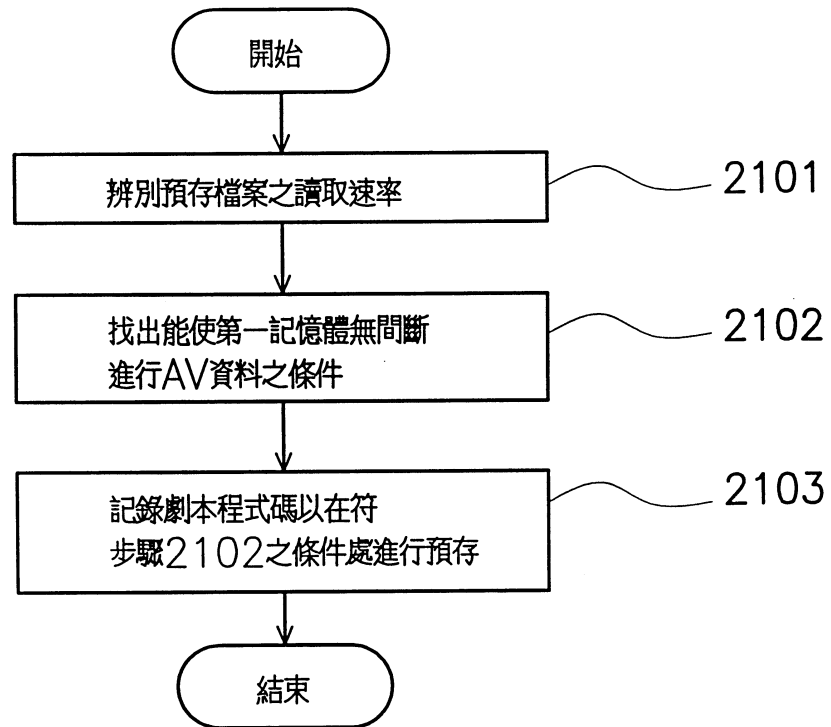 開始
辨別預存檔案之讀取速率
2101
找出能使第一記憶體無間斷
進行AV資料之條件
2102
記錄劇本程式碼以在符
步驟2102之條件處進行預存
2103
結束